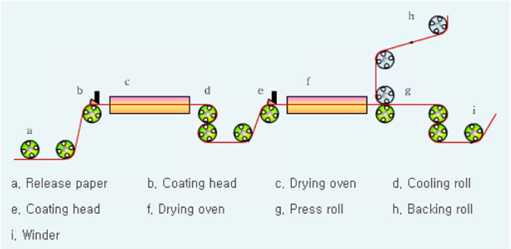 h
b
c
d
e
f
g
a
i
a, Release paper b, Coating head c, Drying oven d, Cooling roll
e, Coating head f, Drying oven g, Press roll h, Backing roll
i, Winder